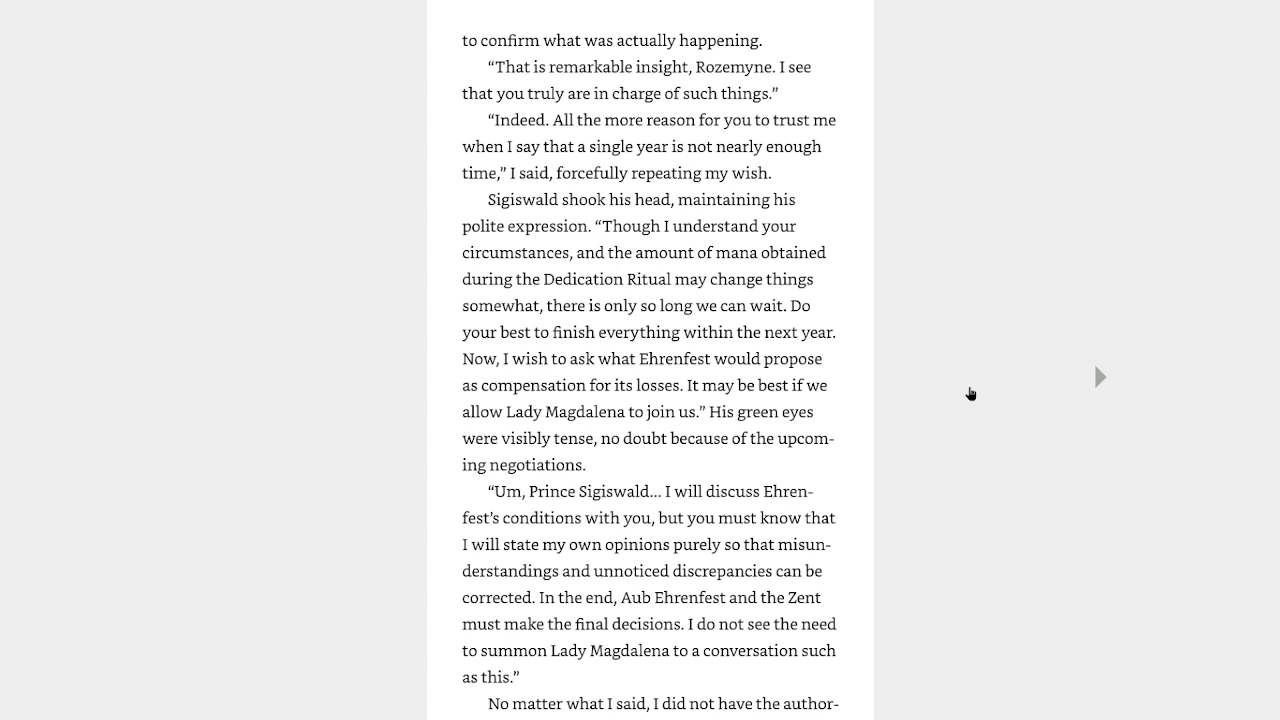 to confirm what was actually happening.
“That is remarkable insight, Rozemyne. I see
that you truly are in charge of such things.”
“Indeed. All the more reason for you to trust me
when I say that a single year is not nearly enough
time,” I said, forcefully repeating my wish.
Sigiswald shook his head, maintaining his
polite expression. “Though I understand your
circumstances, and the amount of mana obtained
during the Dedication Ritual may change things
somewhat, there is only so long we can wait. Do
your best to finish everything within the next year.
Now, I wish to ask what Ehrenfest would propose
as compensation for its losses. It may be best if we
allow Lady Magdalena to join us.” His green eyes
were visibly tense, no doubt because of the upcom-
ing negotiations.
“Um, Prince Sigiswald... I will discuss Ehren-
fest’s conditions with you, but you must know that
I will state my own opinions purely so that misun-
derstandings and unnoticed discrepancies can be
corrected. In the end, Aub Ehrenfest and the Zent
must make the final decisions. I do not see the need
to summon Lady Magdalena to a conversation such
as this.”
No matter what I said, I did not have the author-